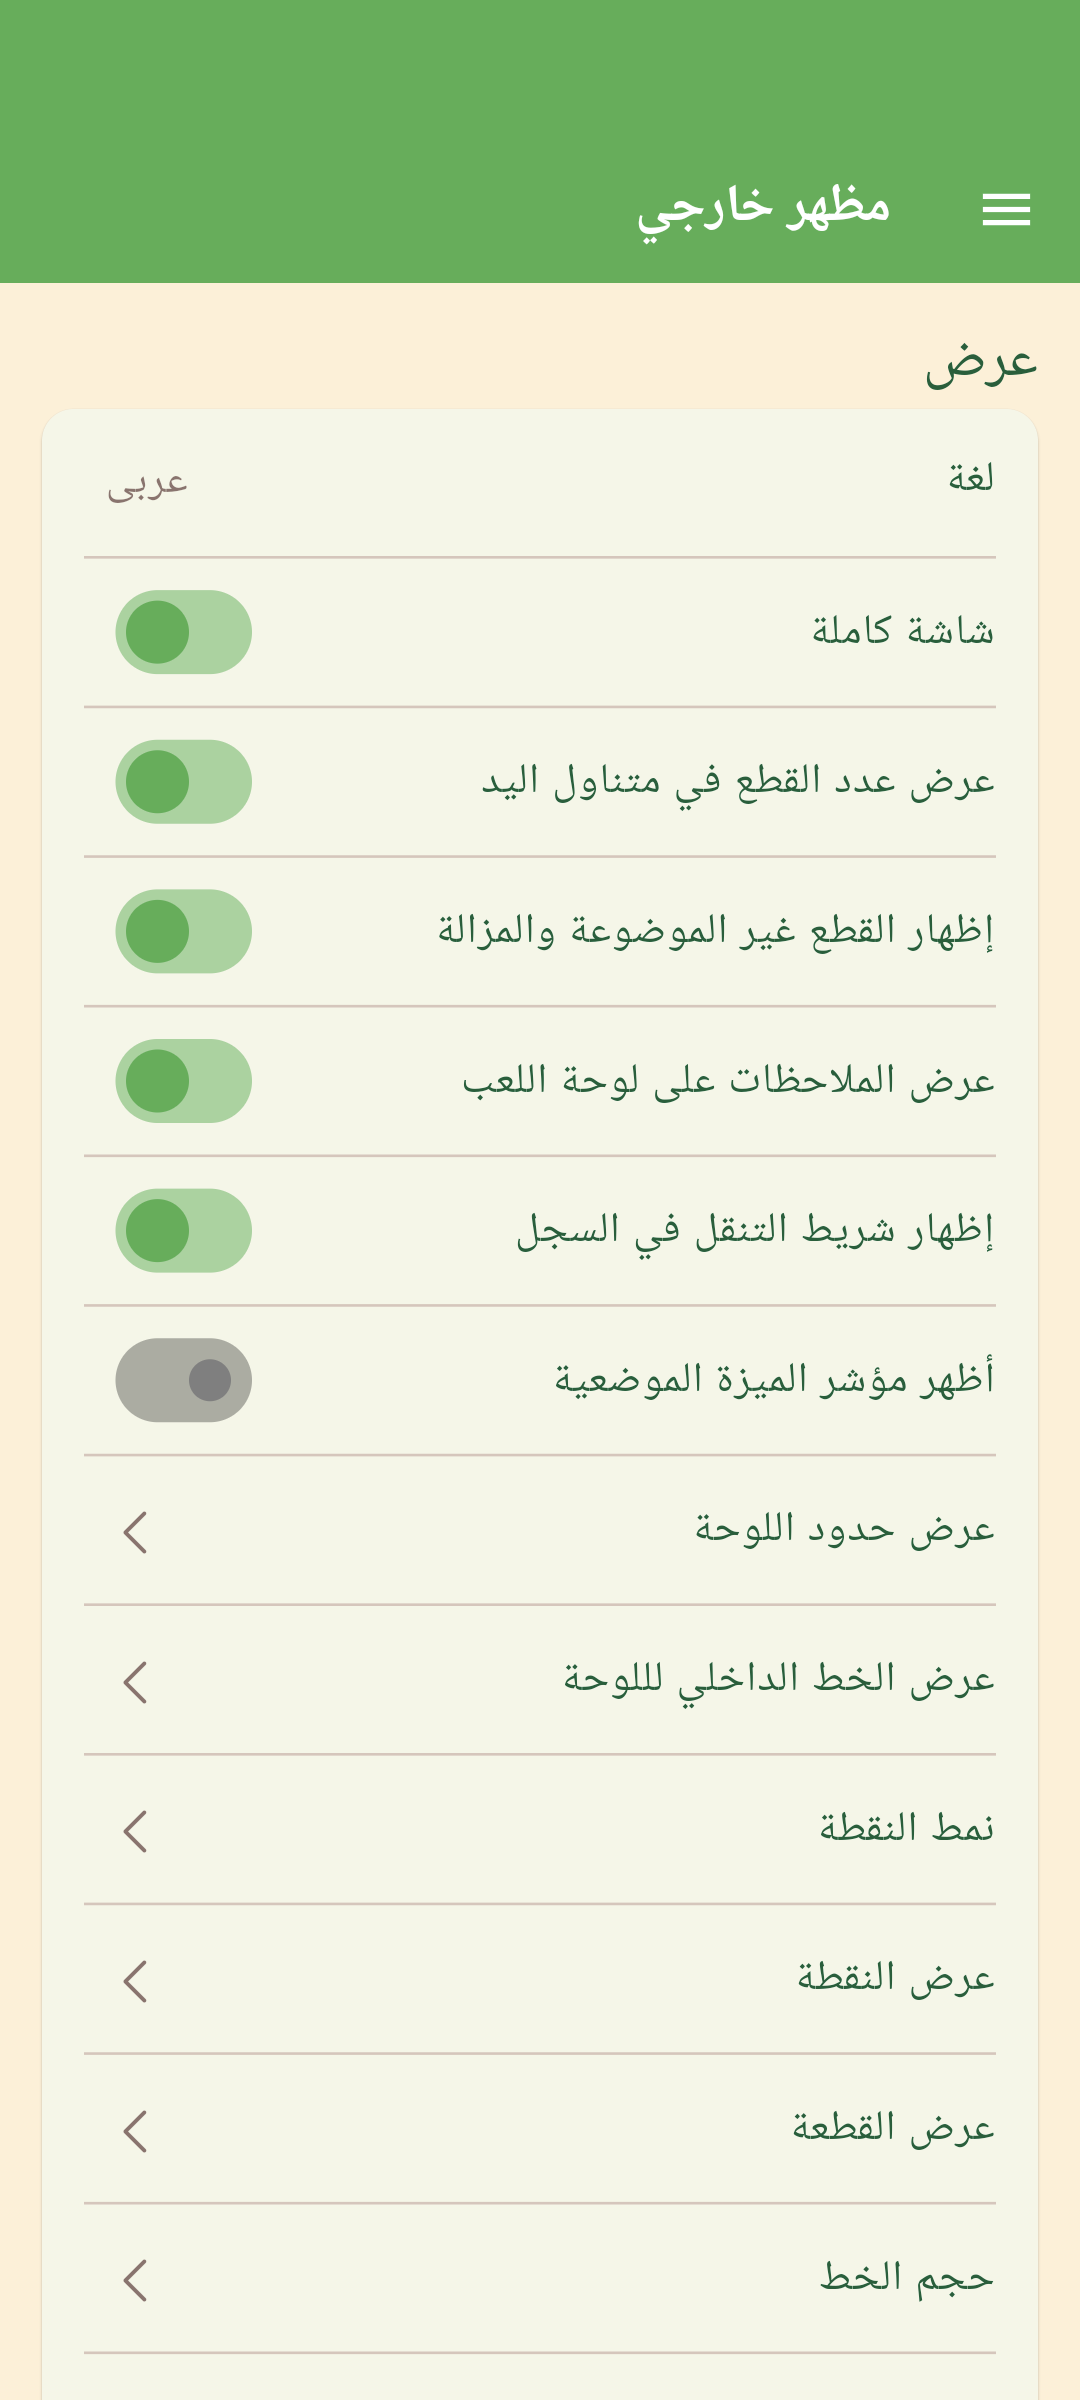 مظهر خارجي
عرض
لغة
عربى
شاشة كاملة
عرض عدد القطع في متناول اليد
إظهار القطع غير الموضوعة والمزالة
عرض الملاحظات على لوحة اللعب
إظهار شريط التنقل في السجل
أظهر مؤشر الميزة الموضعية
عرض حدود اللوحة
عرض الخط الداخلي لللوحة
نمط النقطة
عرض النقطة
عرض القطعة
حجم الخط